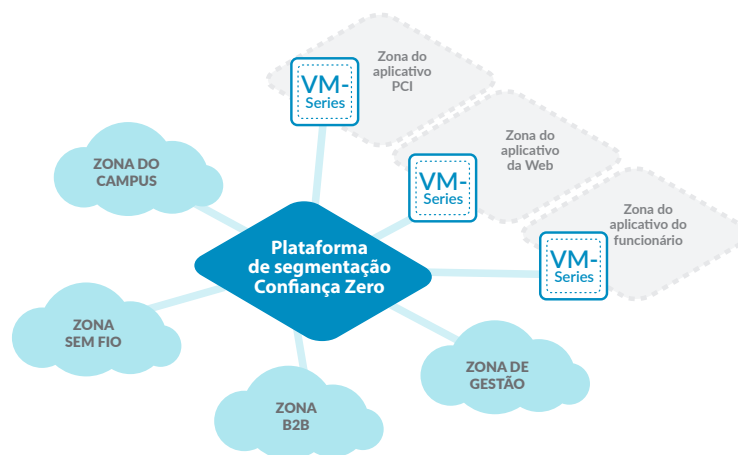 Zona do
aplicativo
PCI
VM-
Series
Zona do
aplicativo
da Web
VM-
Series
Zona do
aplicativo do
funcionário
VM-
Series
ZONA DO
CAMPUS
Plataforma
de segmentação
Confiança Zero
ZONA
SEM FIO
ZONA DE
GESTÃO
ZONA
B2B